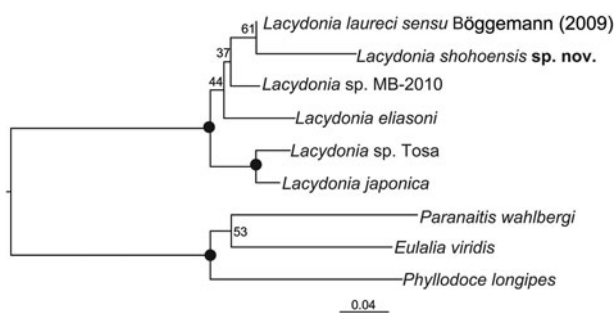 61 Lacydonia laureci sensu Böggemann (2009)
37 Lacydonia shohoensis sp. nov.
44 Lacydonia sp. MB-2010
Lacydonia eliasoni
Lacydonia sp. Tosa
Lacydonia japonica
Paranaitis wahlbergi
53 Eulalia viridis
Phyllodoce longipes
0.04